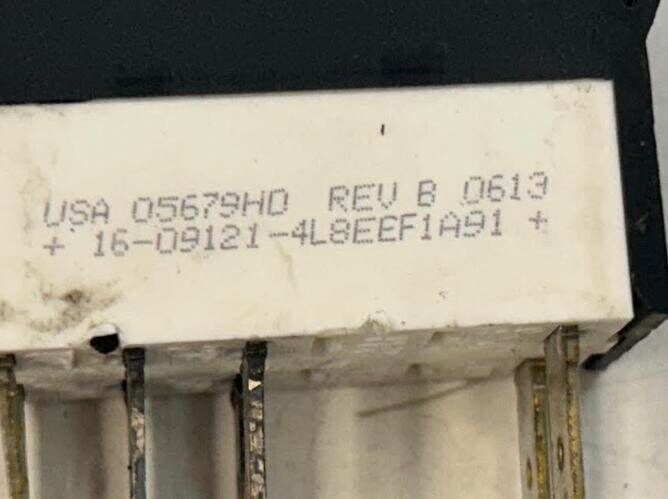 USA 05679HD REV B 0613
+ 16-09121-4L8EEF1A91 +